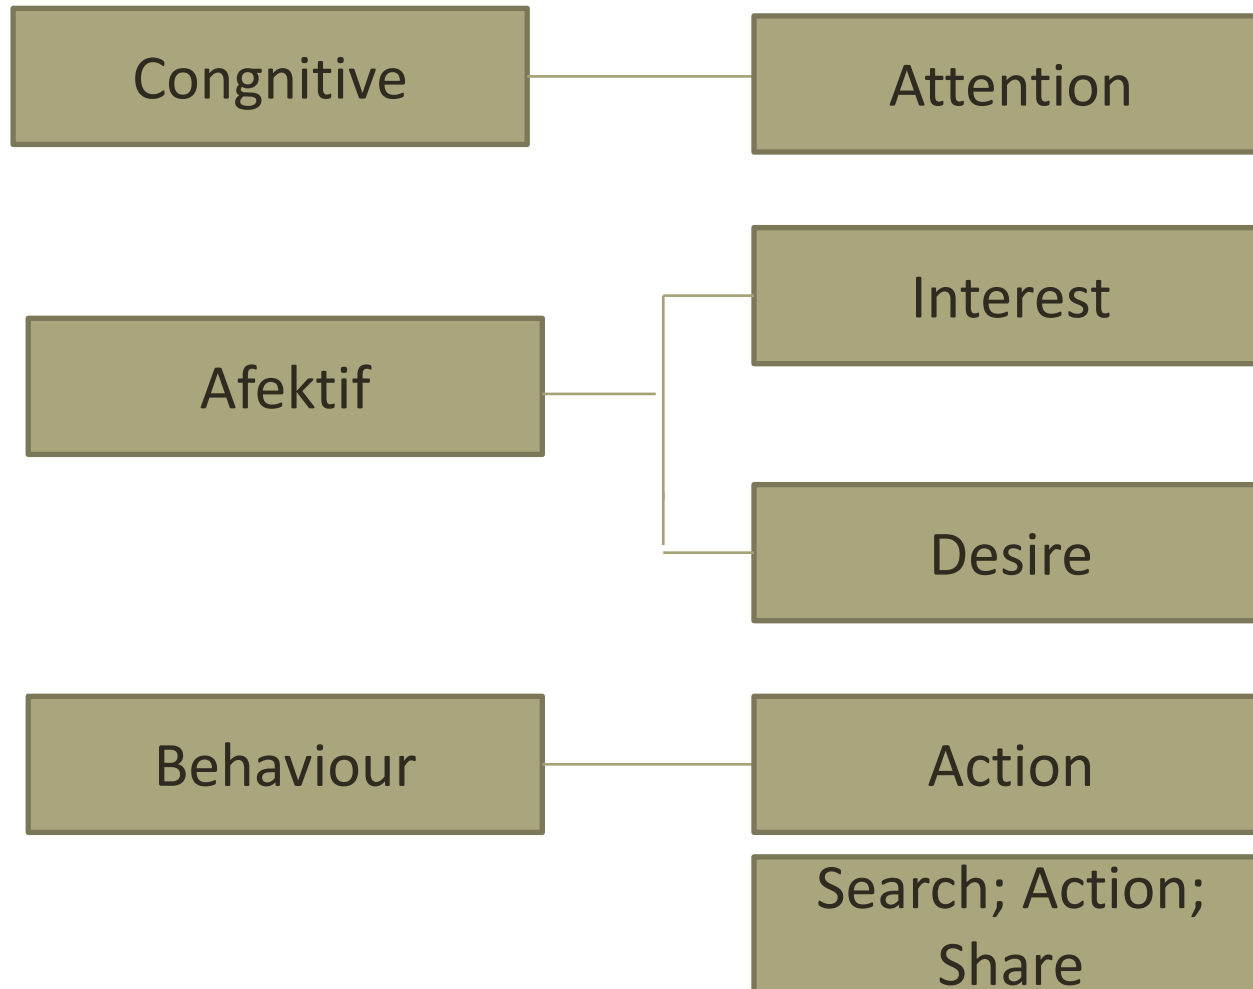 Congnitive
Attention
Interest
Afektif
Desire
Behaviour
Action
Search; Action;
Share